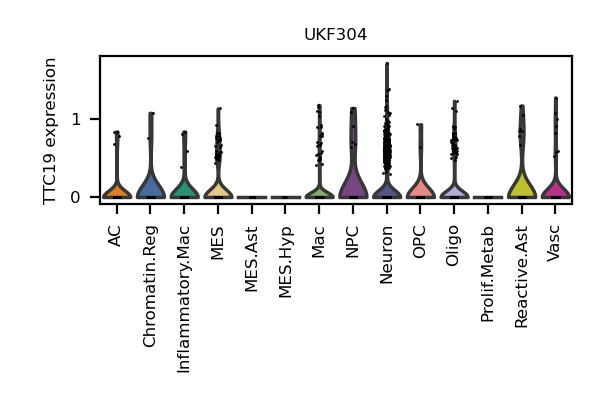 UKF304
TTC19 expression
1
0
AC
Chromatin.Reg
Inflammatory.Mac
MES
MES.Ast
MES.Hyp
Mac
NPC
Neuron
OPC
Oligo
Prolif.Metab
Reactive.Ast
Vasc